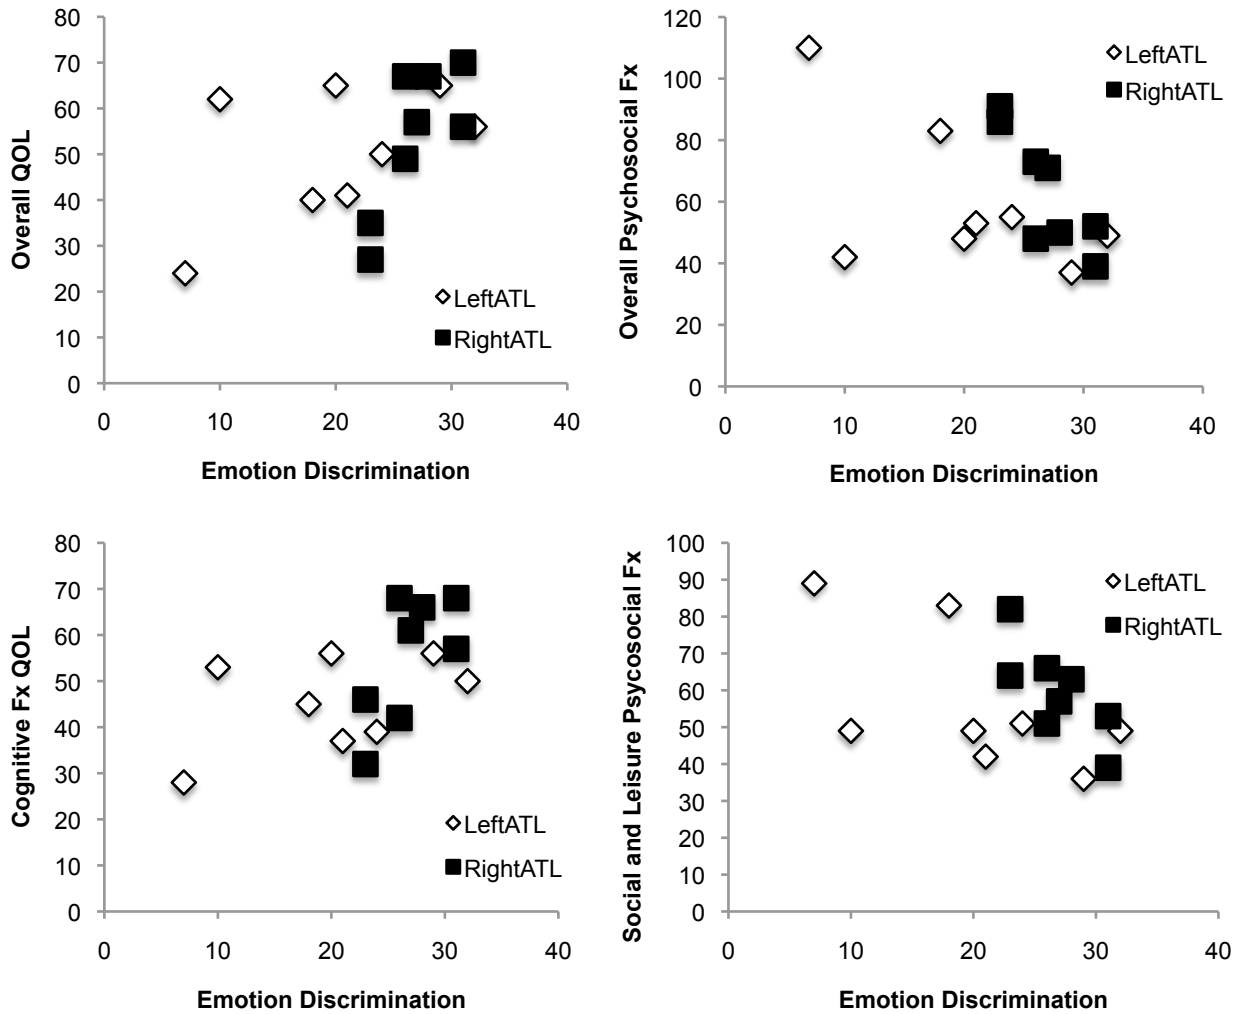 80
70
60
50
40
30
20
10
0
Overall QOL
LeftATL
RightATL
0 10 20 30 40
Emotion Discrimination
120
100
80
60
40
20
0
Overall Psychosocial Fx
LeftATL
RightATL
0 10 20 30 40
Emotion Discrimination
80
70
60
50
40
30
20
10
0
Cognitive Fx QOL
LeftATL
RightATL
0 10 20 30 40
Emotion Discrimination
100
90
80
70
60
50
40
30
20
10
0
Social and Leisure Psycosocial Fx
LeftATL
RightATL
0 10 20 30 40
Emotion Discrimination